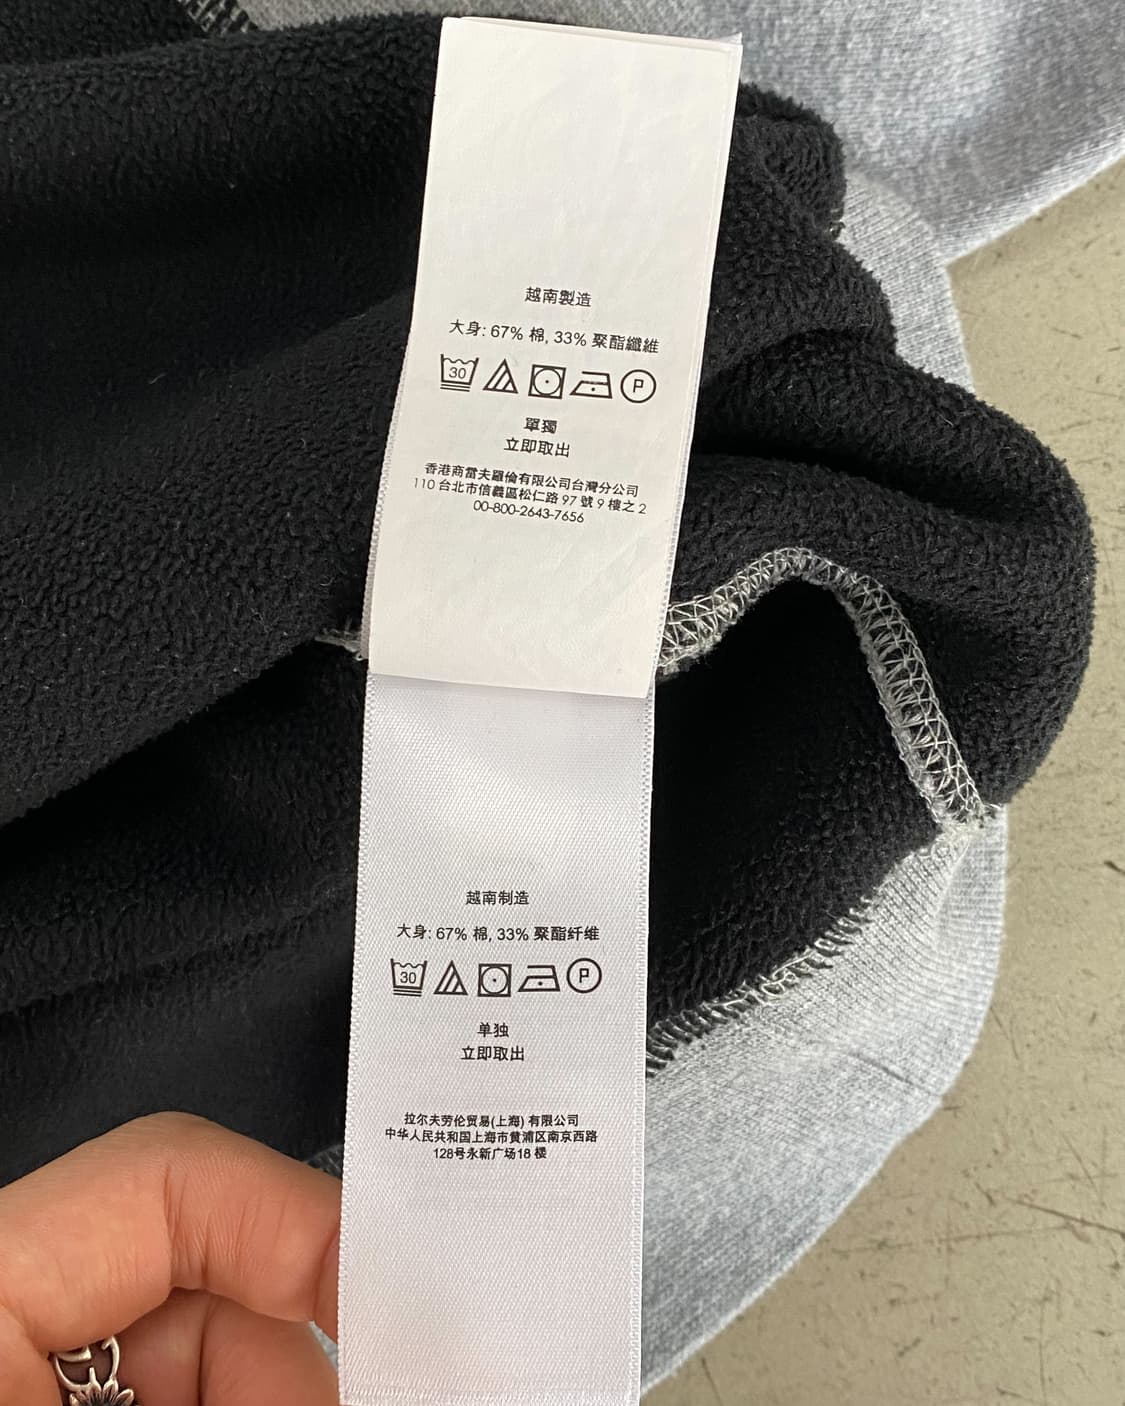 越南製造
大身: 67% 棉, 33% 聚酯纖維
30 P
單獨
立即取出
香港商雷夫羅倫有限公司台灣分公司
110 台北市信義區松仁路 97 號 9 樓之 2
00-800-2643-7656
越南制造
大身: 67% 棉, 33% 聚酯纤维
30 P
单独
立即取出
拉尔夫劳伦贸易(上海) 有限公司
中华人民共和国上海市黄浦区南京西路
128号永新广场18 楼